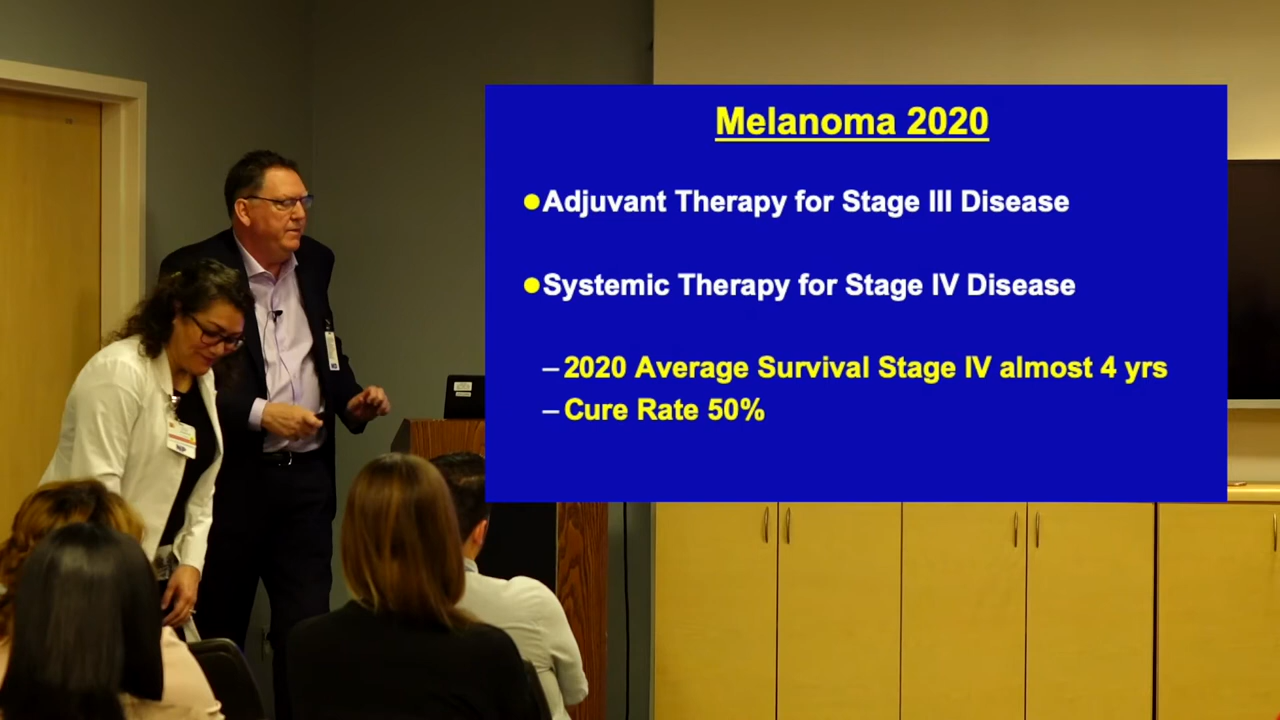 Melanoma 2020
Adjuvant Therapy for Stage III Disease
Systemic Therapy for Stage IV Disease
– 2020 Average Survival Stage IV almost 4 yrs
– Cure Rate 50%